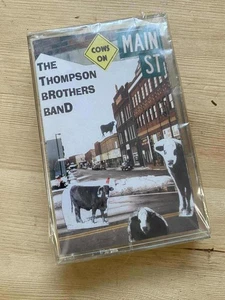 COWS
ON
MAIN
ST
THE
THOMPSON
bROTHERS
BANd